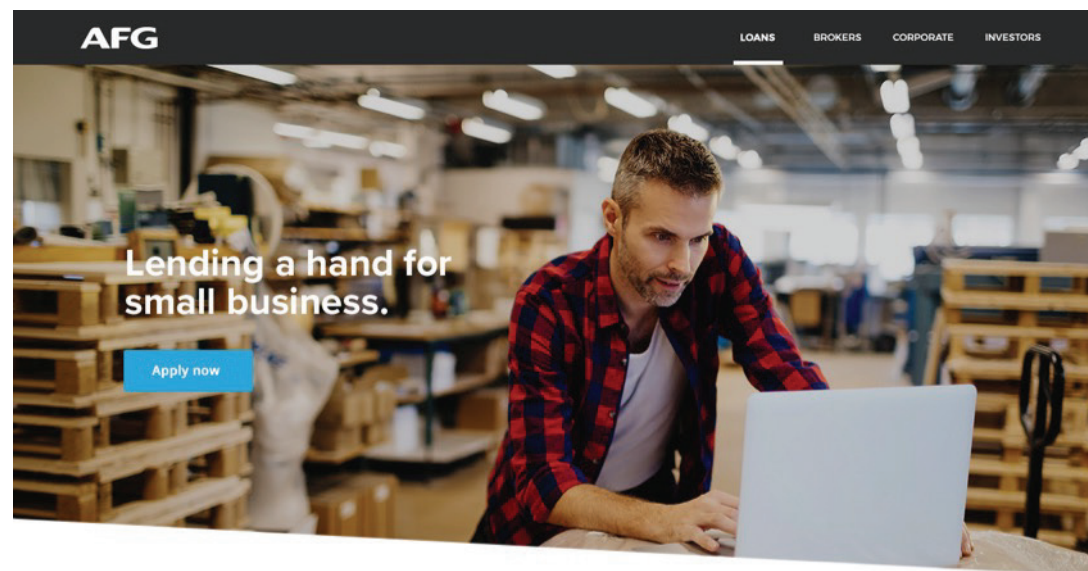 AFG
LOANS BROKERS CORPORATE INVESTORS
Lending a hand for
small business.
Apply now